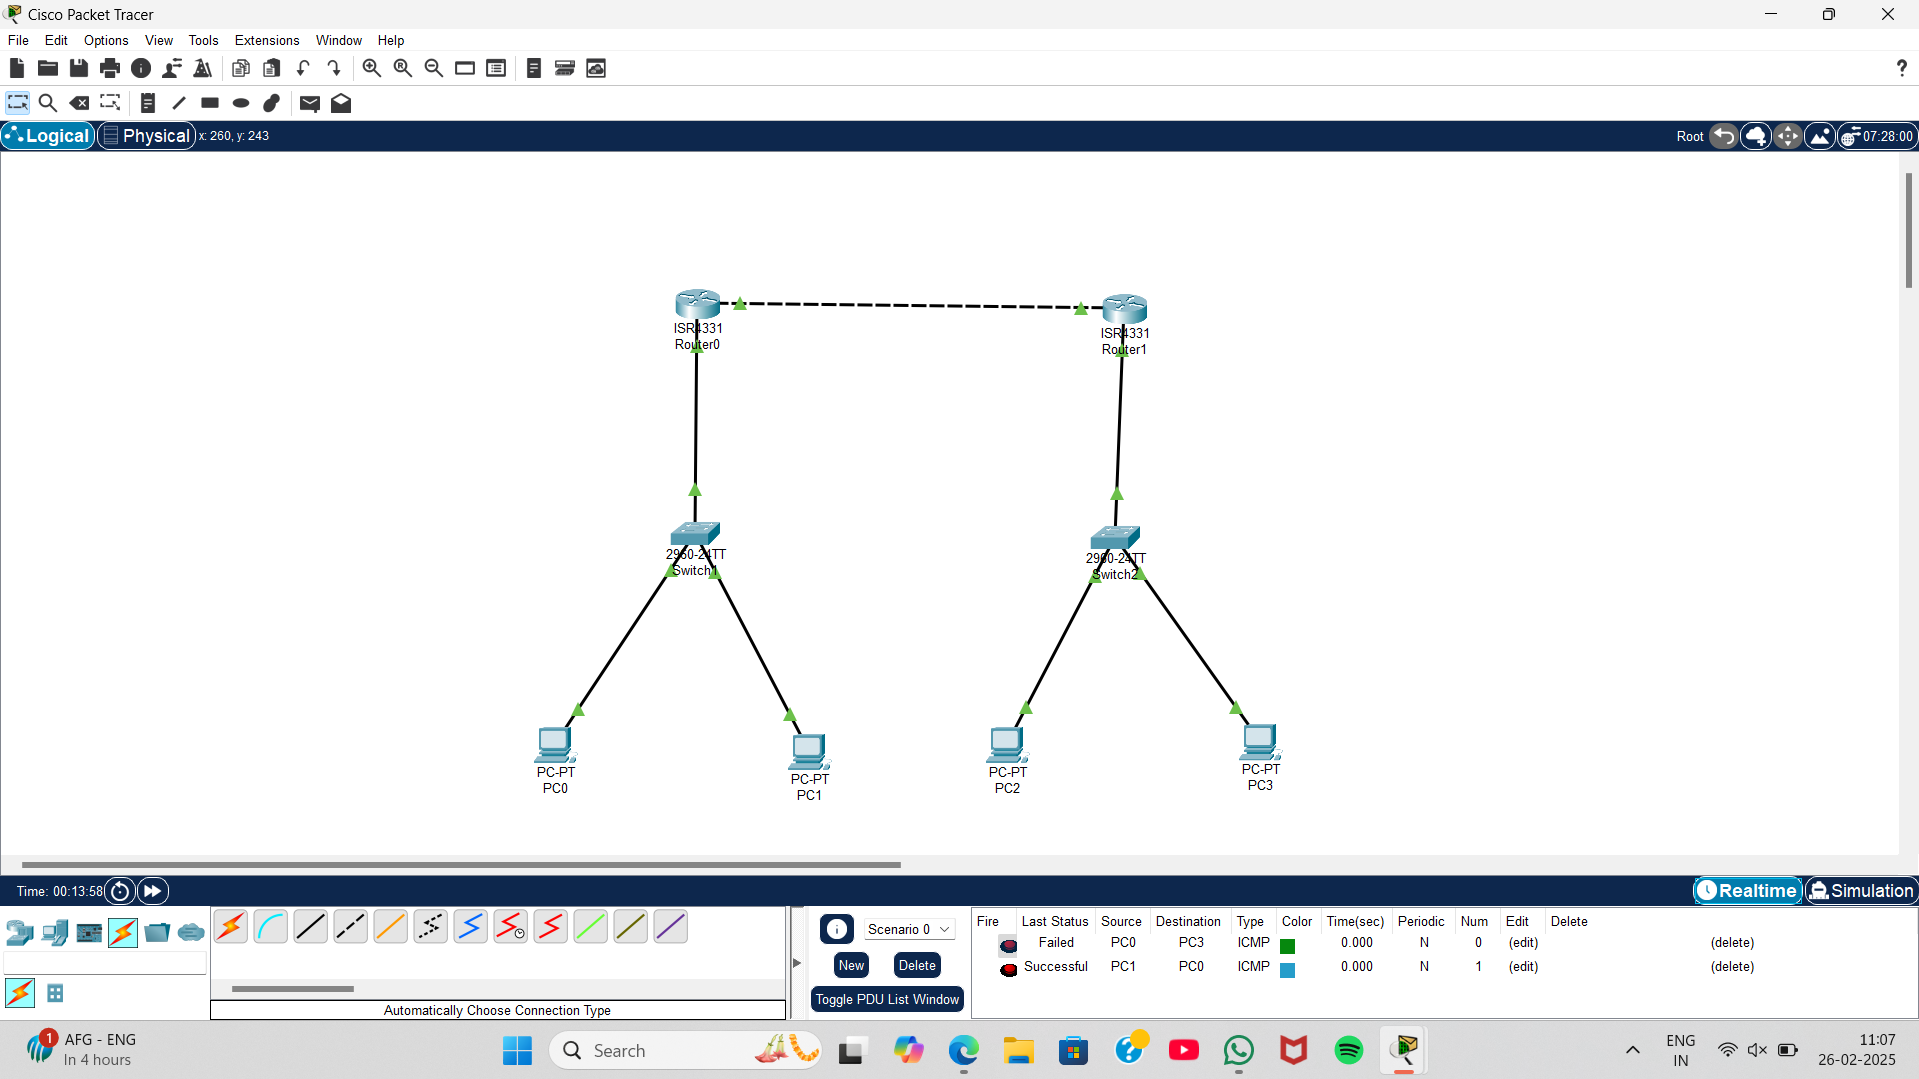 Cisco Packet Tracer
File Edit Options View Tools Extensions Window Help
?
Logical Physical x: 260, y: 243 Root 07:28:00
ISR4331
Router0
ISR4331
Router1
2960-24TT
Switch1
2960-24TT
Switch2
PC-PT
PC0
PC-PT
PC1
PC-PT
PC2
PC-PT
PC3
Time: 00:13:58 Realtime Simulation
Scenario 0
New Delete
Toggle PDU List Window
Automatically Choose Connection Type
Fire Last Status Source Destination Type Color Time(sec) Periodic Num Edit Delete
Failed PC0 PC3 ICMP 0.000 N 0 (edit) (delete)
Successful PC1 PC0 ICMP 0.000 N 1 (edit) (delete)
1
AFG - ENG
In 4 hours
Search
ENG
IN
11:07
26-02-2025